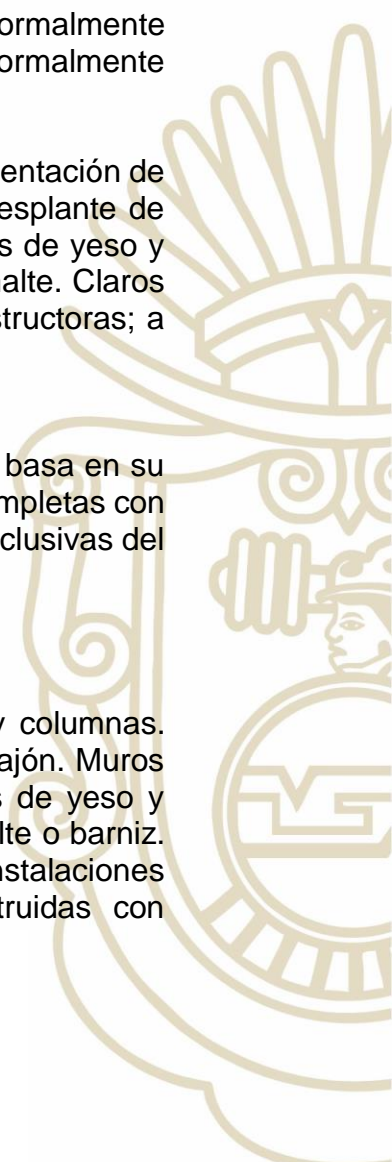 ormalmente
ormalmente
entación de
esplante de
s de yeso y
nalte. Claros
structoras; a
basa en su
mpletas con
clusivas del
y columnas.
ajón. Muros
s de yeso y
lte o barniz.
nstalaciones
truidas con